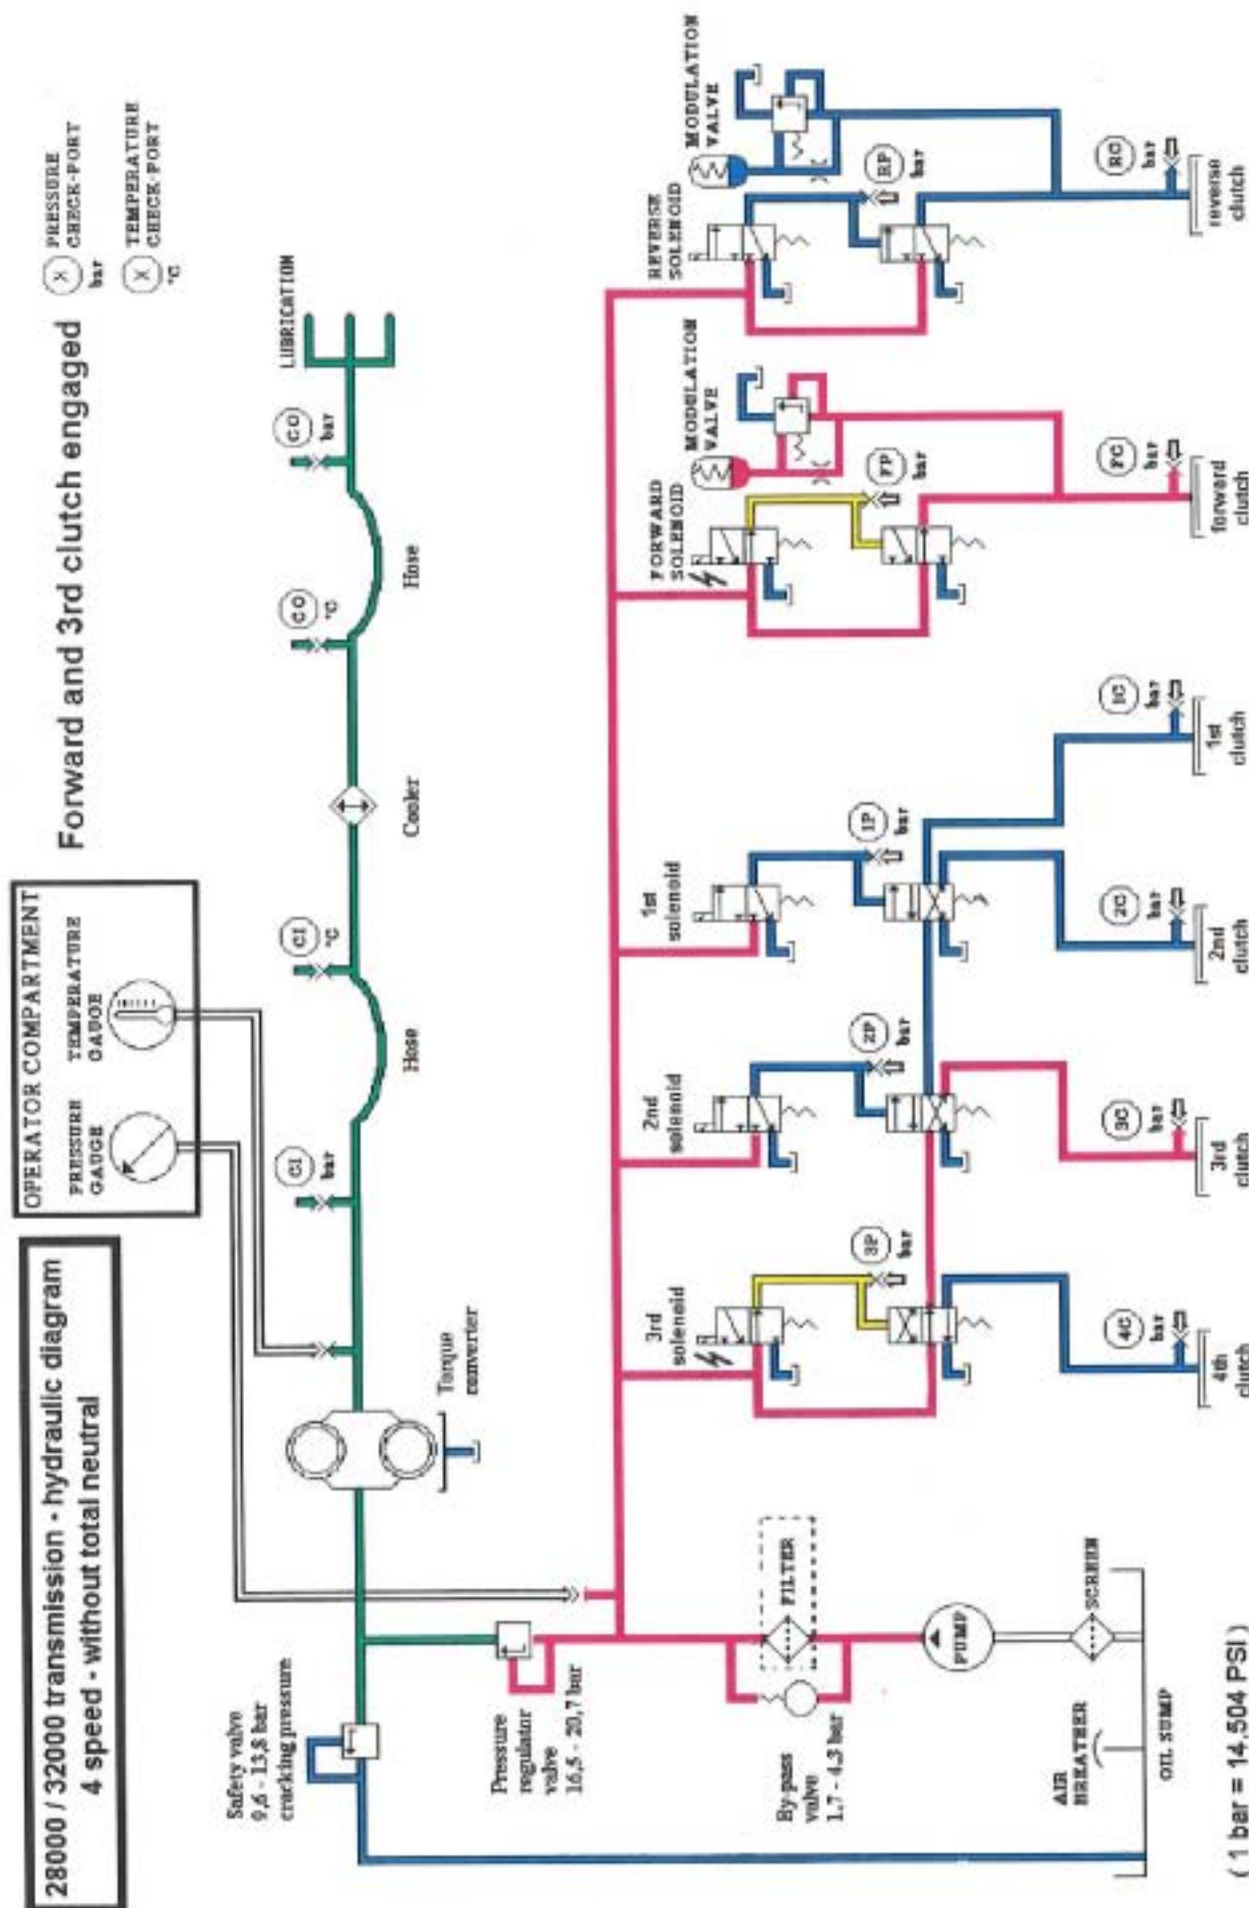 28000 / 32000 transmission - hydraulic diagram
4 speed - without total neutral
OPERATOR COMPARTMENT
PRESSURE
GAUGE
TEMPERATURE
GAUGE
Forward and 3rd clutch engaged
X
PRESSURE
CHECK-PORT
bar
X
TEMPERATURE
CHECK-PORT
°C
Safety valve
9,6 - 13,8 bar
cracking pressure
Torque
converter
CI
bar
Hose
CI
°C
Cooler
CO
°C
Hose
CO
bar
LUBRICATION
Pressure
regulator
valve
16,5 - 20,7 bar
By-pass
valve
1.7 - 4.3 bar
FILTER
PUMP
SCREEN
AIR
BREATHER
OIL SUMP
3rd
solenoid
3P
bar
2nd
solenoid
2P
bar
1st
solenoid
1P
bar
FORWARD
SOLENOID
FP
bar
MODULATION
VALVE
REVERSE
SOLENOID
RP
bar
MODULATION
VALVE
4C
bar
4th
clutch
3C
bar
3rd
clutch
2C
bar
2nd
clutch
1C
bar
1st
clutch
FC
bar
forward
clutch
RC
bar
reverse
clutch
( 1 bar = 14,504 PSI )